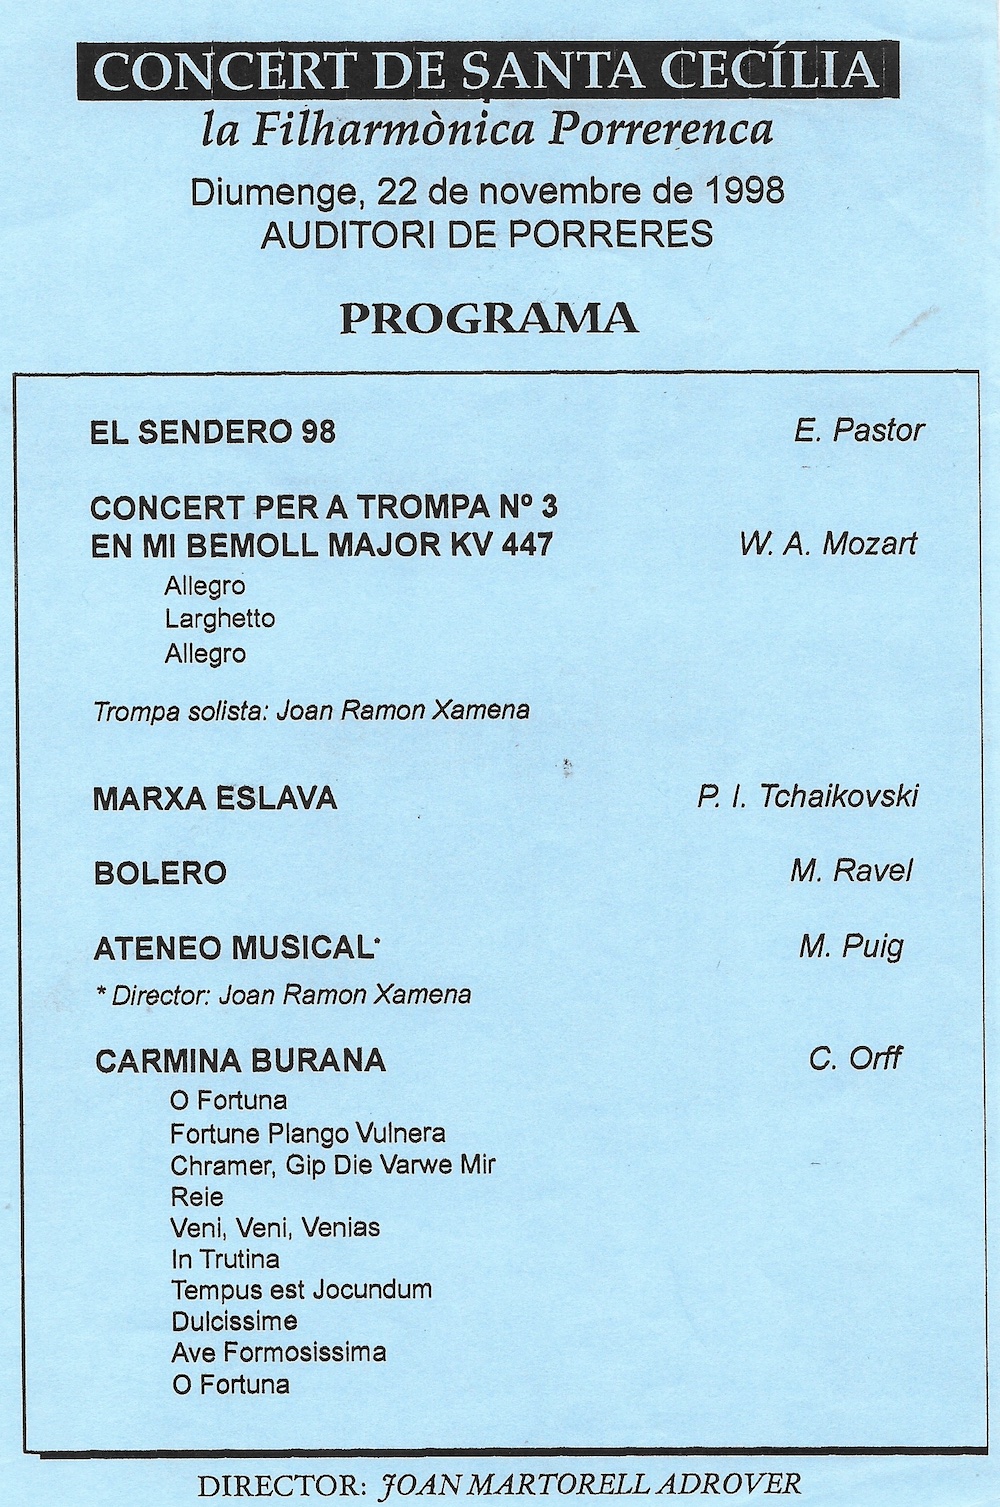 CONCERT DE SANTA CECÍLIA
la Filharmònica Porrerenca
Diumenge, 22 de novembre de 1998
AUDITORI DE PORRERES
PROGRAMA
EL SENDERO 98 E. Pastor
CONCERT PER A TROMPA Nº 3
EN MI BEMOLL MAJOR KV 447 W. A. Mozart
Allegro
Larghetto
Allegro
Trompa solista: Joan Ramon Xamena
MARXA ESLAVA P. I. Tchaikovski
BOLERO M. Ravel
ATENEO MUSICAL* M. Puig
* Director: Joan Ramon Xamena
CARMINA BURANA C. Orff
O Fortuna
Fortune Plango Vulnera
Chramer, Gip Die Varwe Mir
Reie
Veni, Veni, Venias
In Trutina
Tempus est Jocundum
Dulcissime
Ave Formosissima
O Fortuna
DIRECTOR: JOAN MARTORELL ADROVER